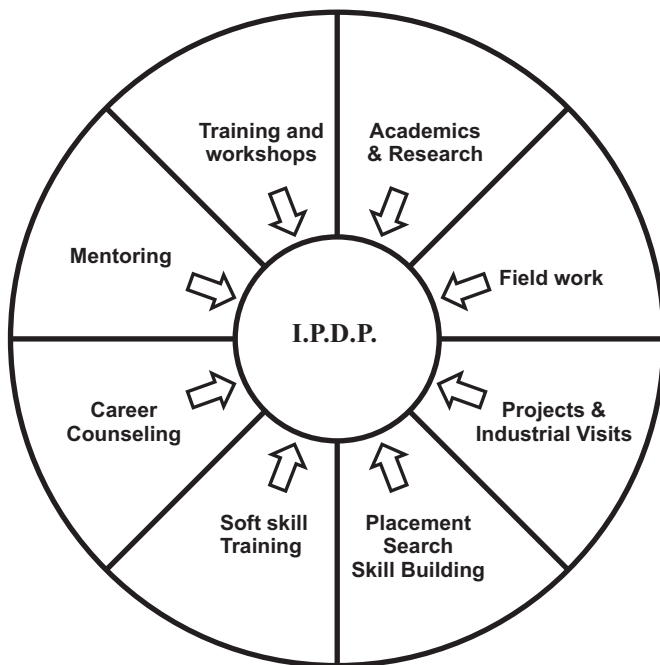 Training and
workshops
Academics
& Research
Mentoring
Field work
I.P.D.P.
Career
Counseling
Projects &
Industrial Visits
Soft skill
Training
Placement
Search
Skill Building